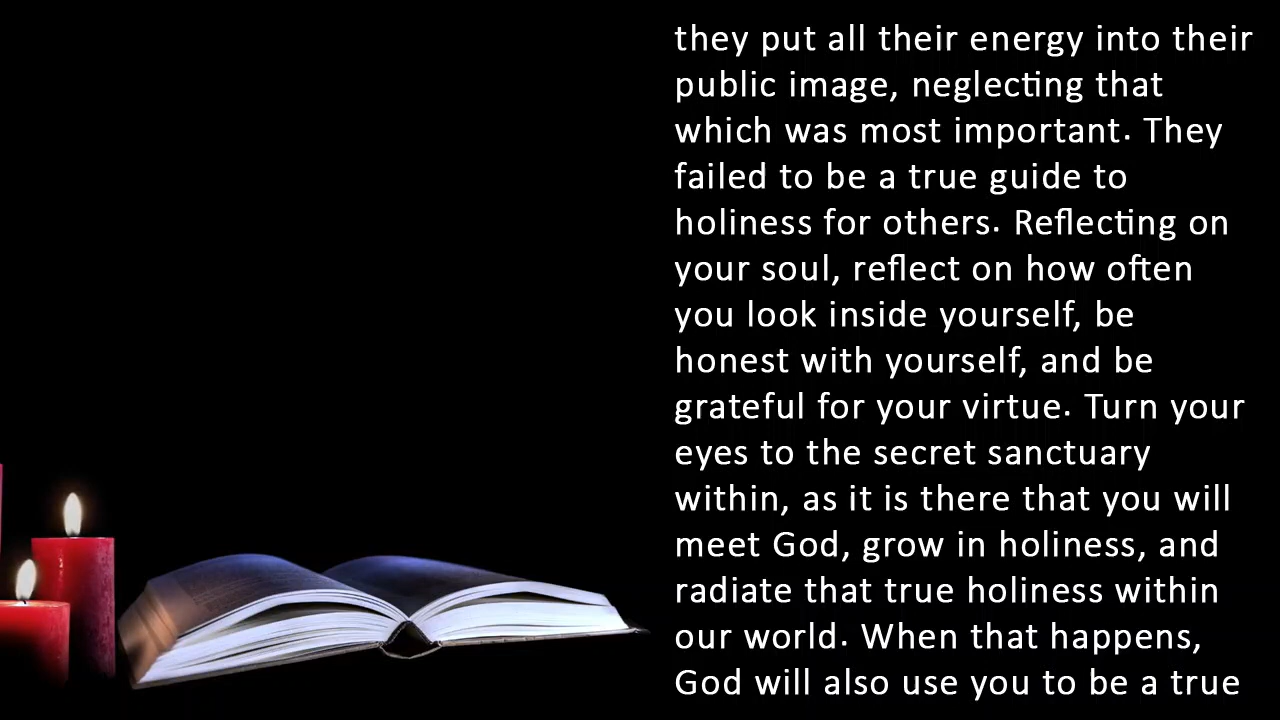 they put all their energy into their
public image, neglecting that
which was most important. They
failed to be a true guide to
holiness for others. Reflecting on
your soul, reflect on how often
you look inside yourself, be
honest with yourself, and be
grateful for your virtue. Turn your
eyes to the secret sanctuary
within, as it is there that you will
meet God, grow in holiness, and
radiate that true holiness within
our world. When that happens,
God will also use you to be a true